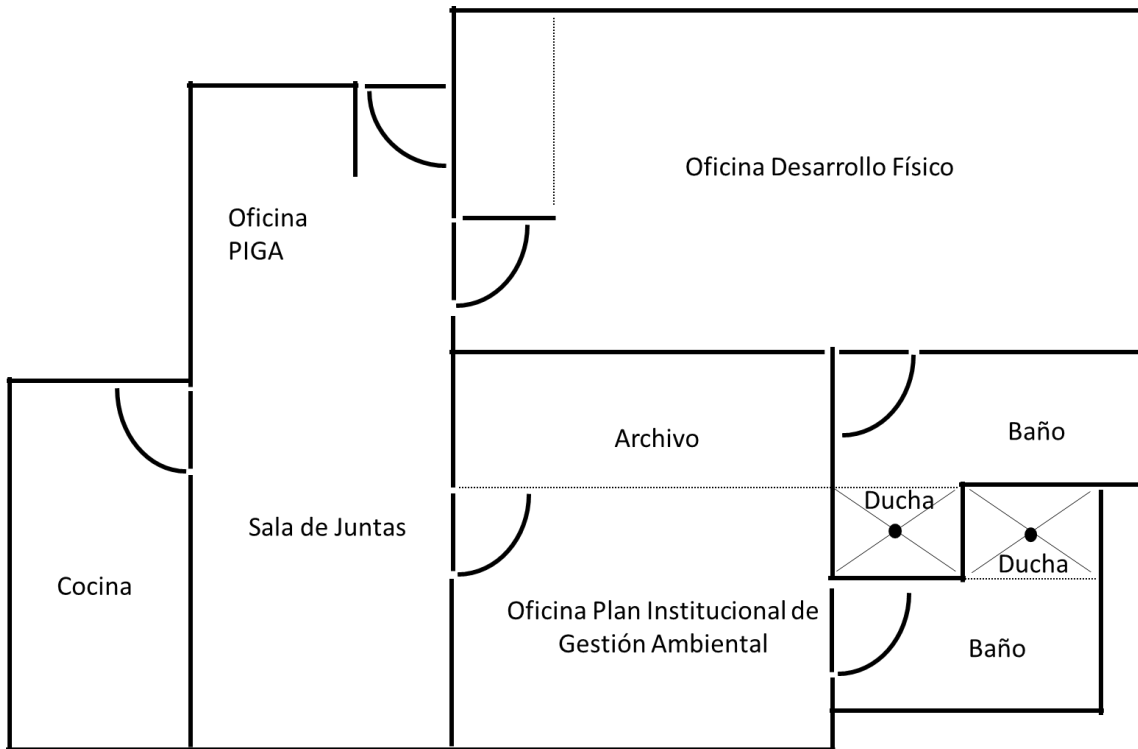 Oficina Desarrollo Físico
Oficina
PIGA
Archivo
Baño
Ducha
Sala de Juntas
Ducha
Cocina
Oficina Plan Institucional de
Gestión Ambiental
Baño